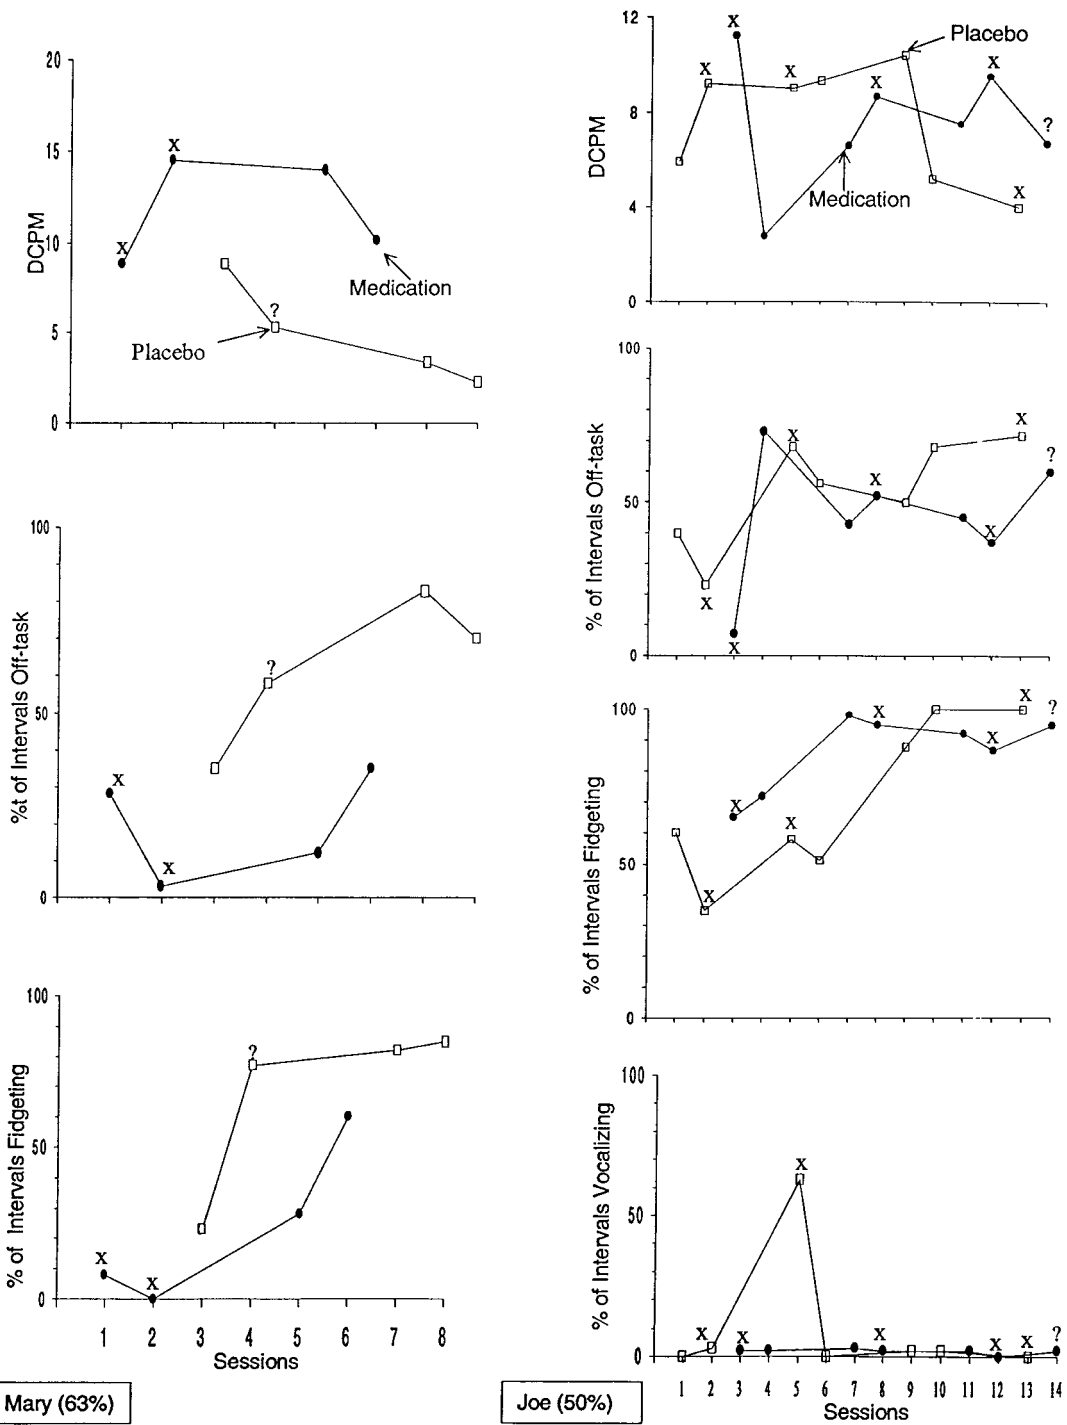 20
15
10
5
0
DCPM
X
X
?
Medication
Placebo
100
50
0
%t of Intervals Off-task
X
X
?
100
50
0
% of Intervals Fidgeting
X
X
?
1 2 3 4 5 6 7 8
Sessions
Mary (63%)
12
8
4
0
DCPM
X
X
X
X
X
X
?
Placebo
Medication
100
50
0
% of Intervals Off-task
X
X
X
X
X
X
?
100
50
0
% of Intervals Fidgeting
X
X
X
X
X
X
?
100
50
0
% of Intervals Vocalizing
X
X
X
X
X
X
?
1 2 3 4 5 6 7 8 9 10 11 12 13 14
Sessions
Joe (50%)